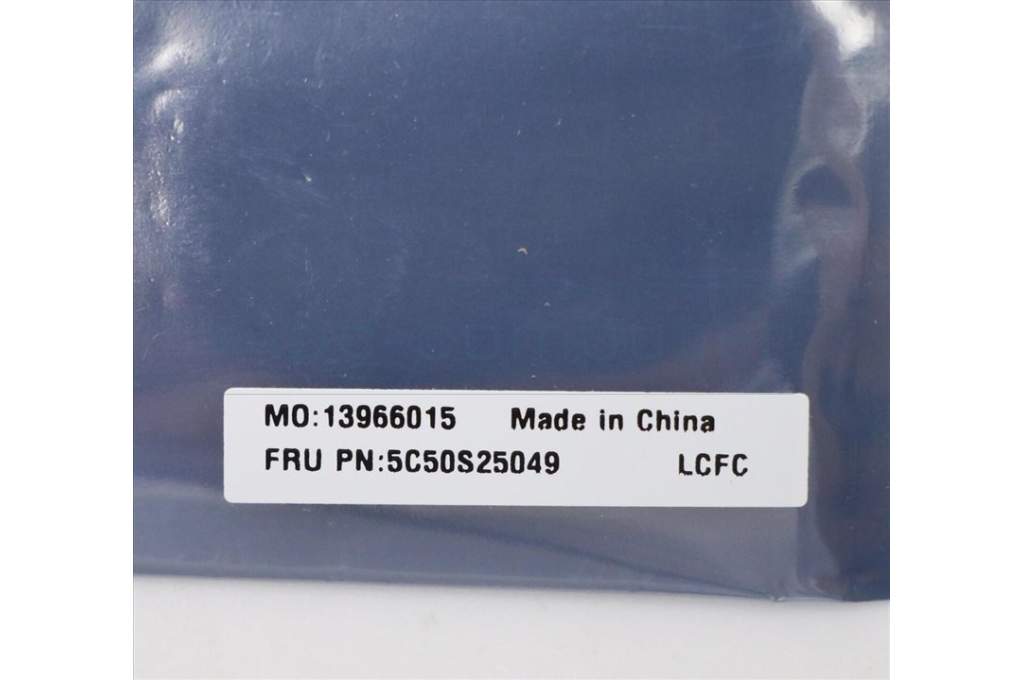 MO:13966015 Made in China
FRU PN:5C50S25049 LCFC